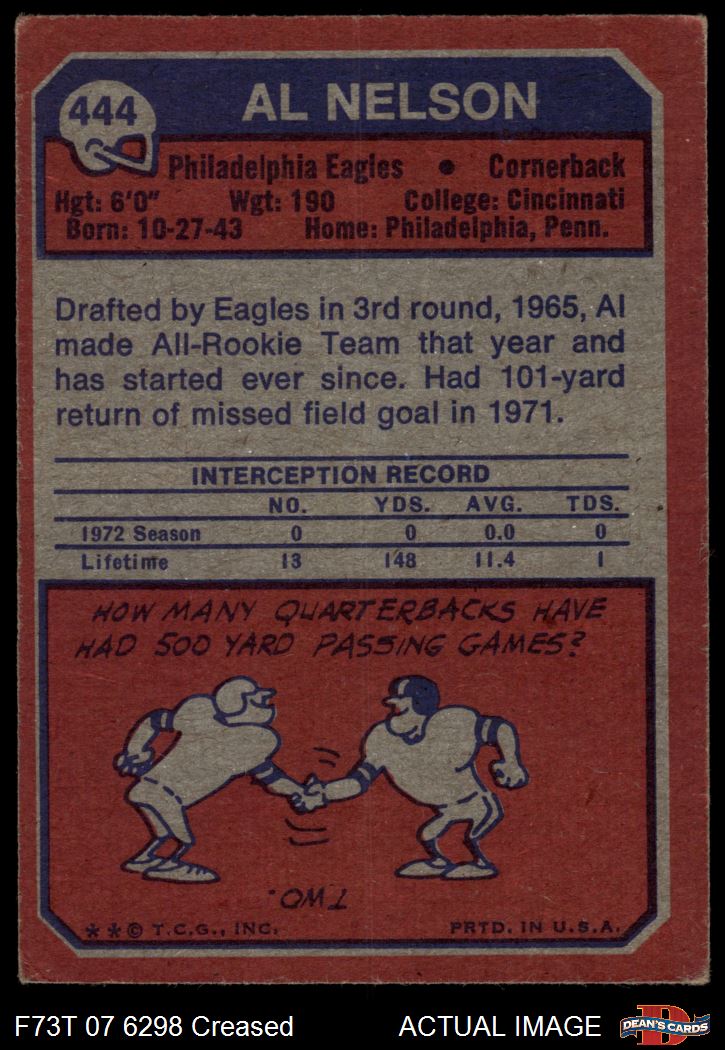 444
AL NELSON
Philadelphia Eagles • Cornerback
Hgt: 6'0" Wgt: 190 College: Cincinnati
Born: 10-27-43 Home: Philadelphia, Penn.
Drafted by Eagles in 3rd round, 1965, Al
made All-Rookie Team that year and
has started ever since. Had 101-yard
return of missed field goal in 1971.
INTERCEPTION RECORD
NO. YDS. AVG. TDS.
1972 Season 0 0 0.0 0
Lifetime 13 148 11.4 1
HOW MANY QUARTERBACKS HAVE
HAD 500 YARD PASSING GAMES?
TWO.
* * © T.C.G., INC. PRTD. IN U.S.A.
F73T 07 6298 Creased ACTUAL IMAGE
D
DEAN'S CARDS